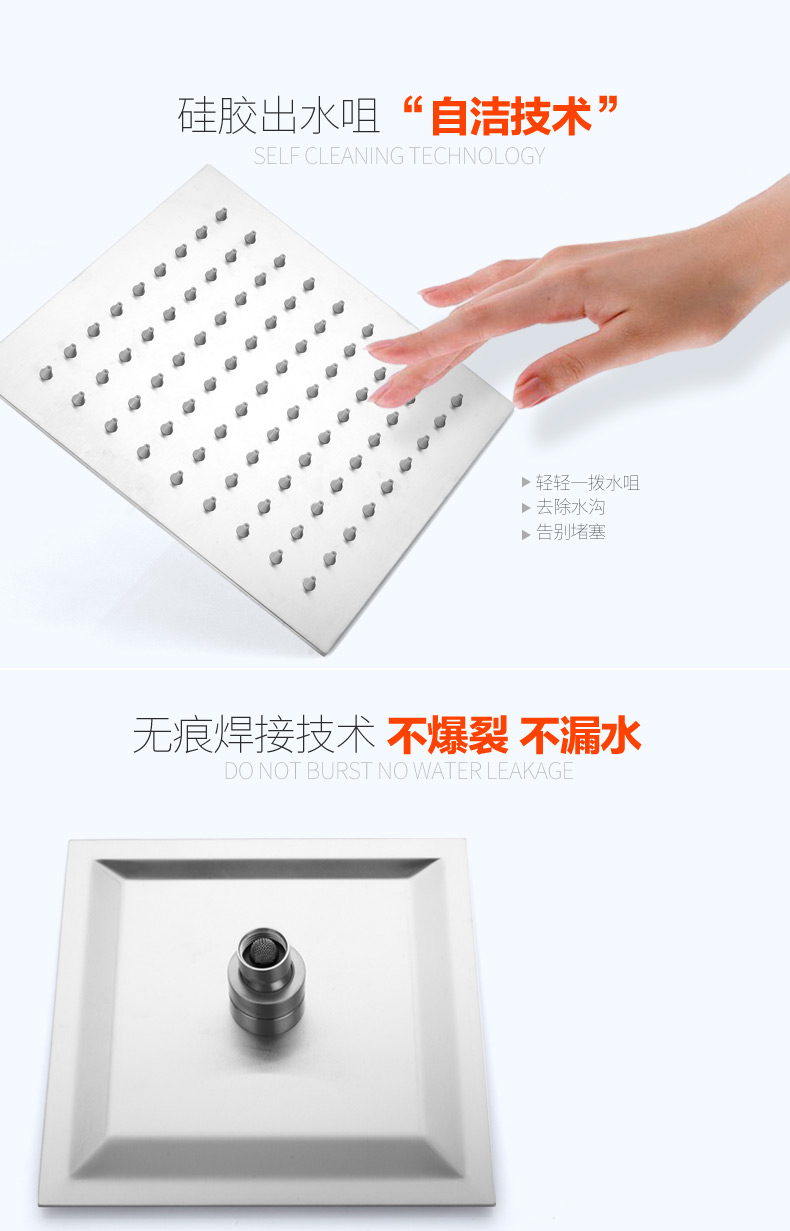 硅胶出水咀“自洁技术”
SELF CLEANING TECHNOLOGY
轻轻一拨水咀
去除水沟
告别堵塞
无痕焊接技术 不爆裂 不漏水
DO NOT BURST NO WATER LEAKAGE